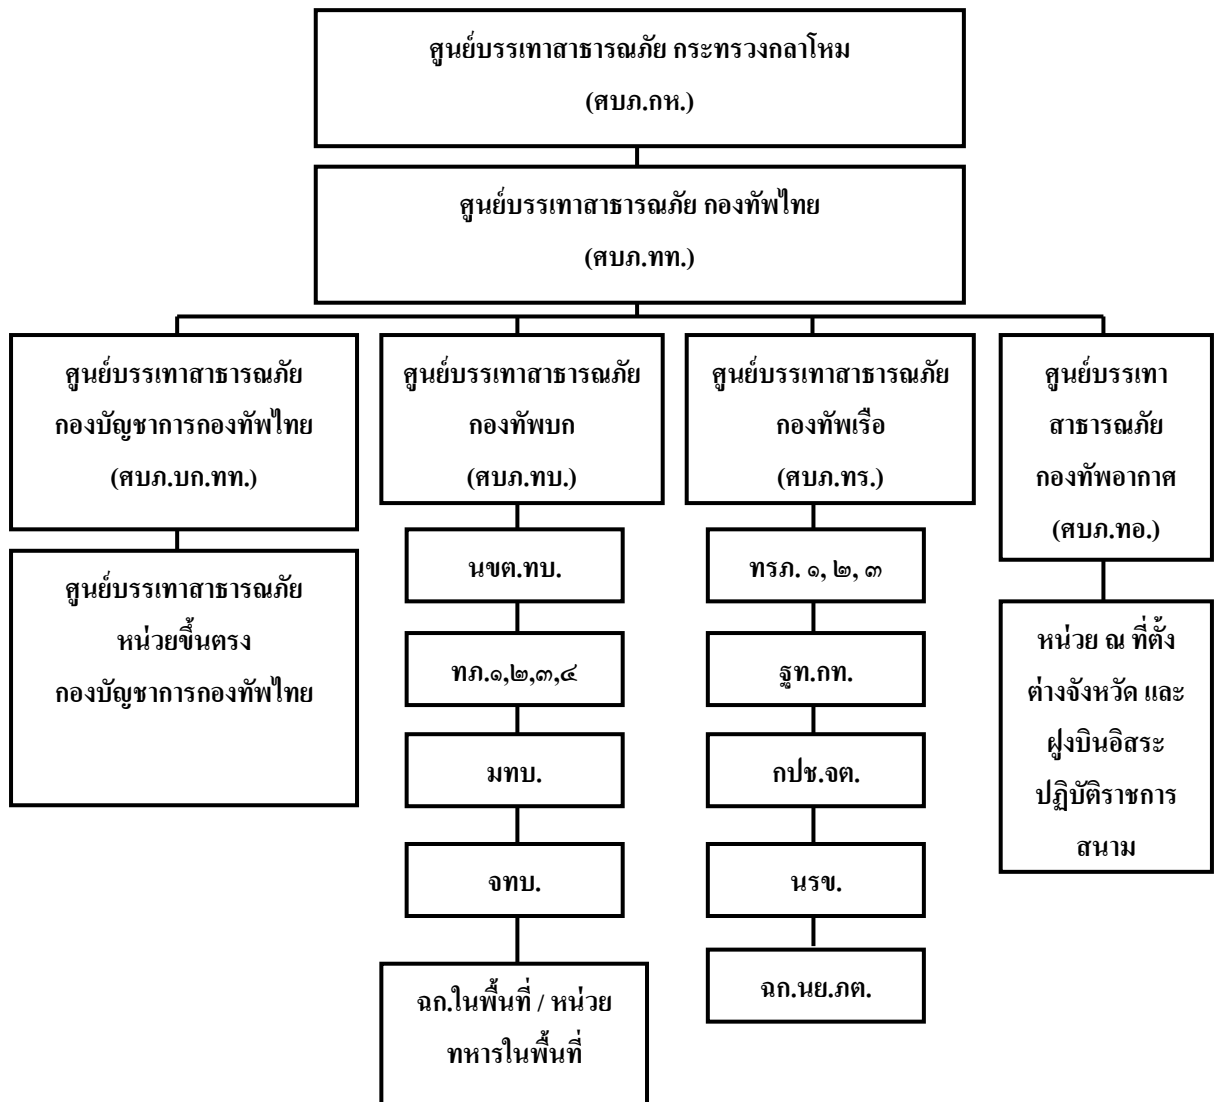 ศูนย์บรรเทาสาธารณภัย กระทรวงกลาโหม
(ศบภ.กห.)
ศูนย์บรรเทาสาธารณภัย กองทัพไทย
(ศบภ.ทท.)
ศูนย์บรรเทาสาธารณภัย
กองบัญชาการกองทัพไทย
(ศบภ.บก.ทท.)
ศูนย์บรรเทาสาธารณภัย
หน่วยขึ้นตรง
กองบัญชาการกองทัพไทย
ศูนย์บรรเทาสาธารณภัย
กองทัพบก
(ศบภ.ทบ.)
นขต.ทบ.
ทภ.๑,๒,๓,๔
มทบ.
จทบ.
ฉก.ในพื้นที่ / หน่วย
ทหารในพื้นที่
ศูนย์บรรเทาสาธารณภัย
กองทัพเรือ
(ศบภ.ทร.)
ทรภ. ๑, ๒, ๓
ฐท.กท.
กปช.จต.
นรข.
ฉก.นย.ภต.
ศูนย์บรรเทา
สาธารณภัย
กองทัพอากาศ
(ศบภ.ทอ.)
หน่วย ณ ที่ตั้ง
ต่างจังหวัด และ
ฝูงบินอิสระ
ปฏิบัติราชการ
สนาม